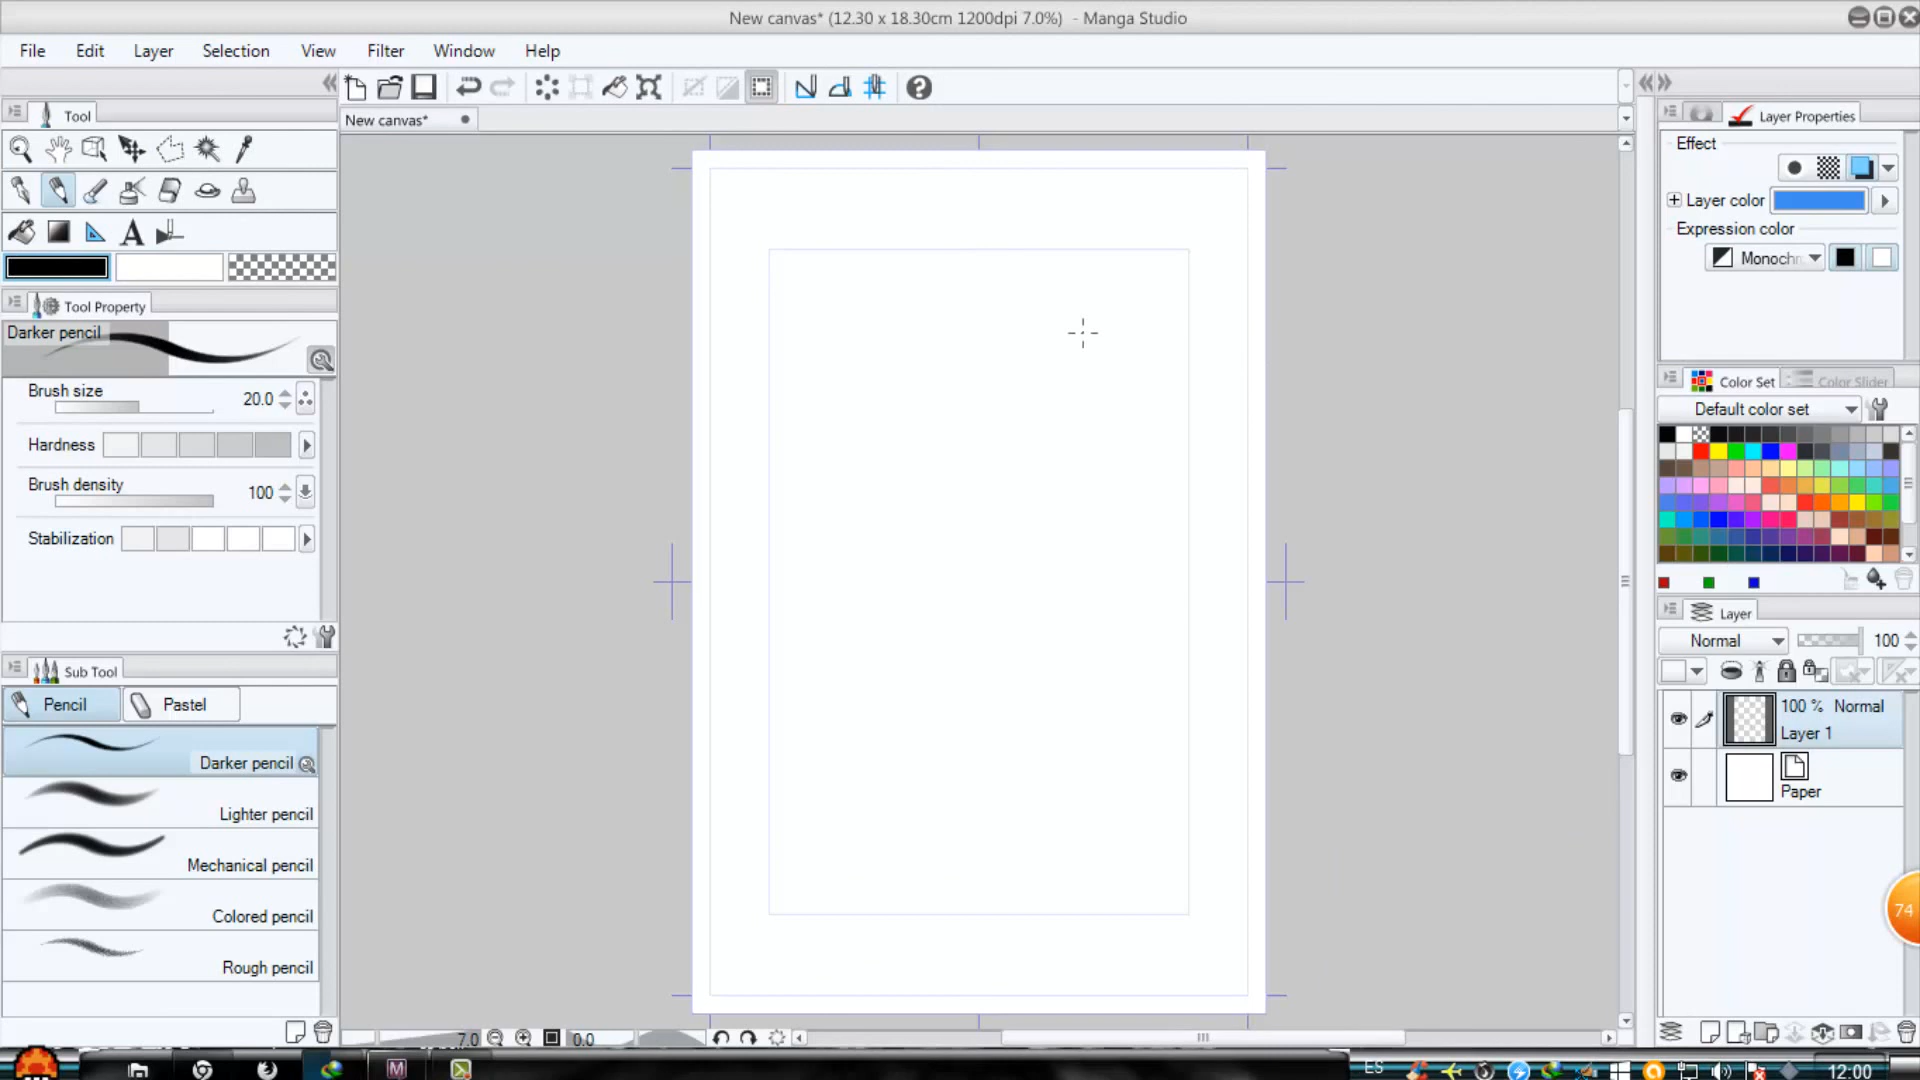 New canvas* (12.30 x 18.30cm 1200dpi 7.0%) - Manga Studio
File Edit Layer Selection View Filter Window Help
Tool
New canvas*
Layer Properties
Effect
Layer color
Expression color
Monochr
Tool Property
Darker pencil
Brush size 20.0
Hardness
Brush density 100
Stabilization
Color Set Color Slider
Default color set
Layer
Normal 100
Sub Tool
Pencil Pastel
Darker pencil
Lighter pencil
Mechanical pencil
Colored pencil
Rough pencil
100 % Normal
Layer 1
Paper
74
7.0 0.0
ES 12:00